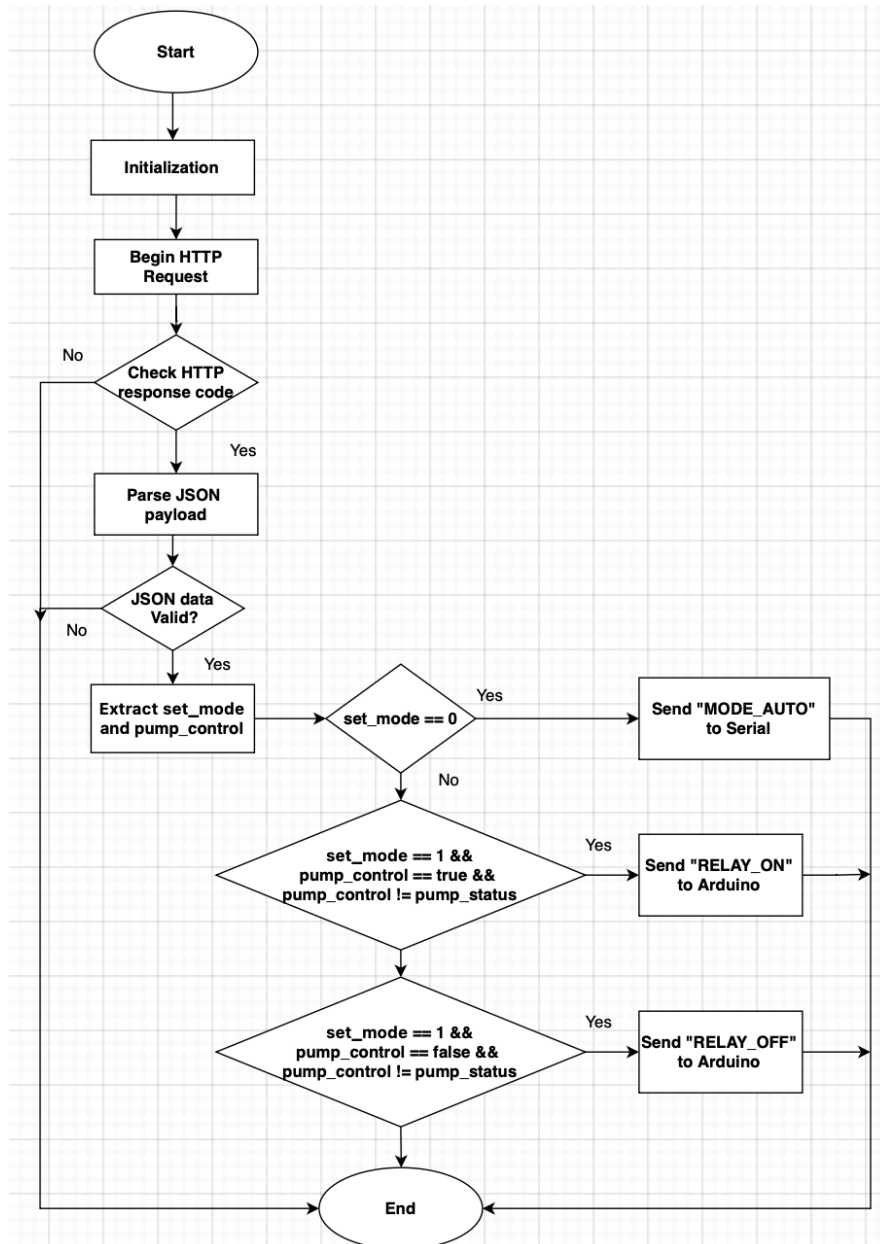 Start
Initialization
Begin HTTP
Request
No
Check HTTP
response code
Yes
Parse JSON
payload
JSON data
Valid?
No
Yes
Extract set_mode
and pump_control
set_mode == 0
Yes
Send "MODE_AUTO"
to Serial
No
set_mode == 1 &&
pump_control == true &&
pump_control != pump_status
Yes
Send "RELAY_ON"
to Arduino
set_mode == 1 &&
pump_control == false &&
pump_control != pump_status
Yes
Send "RELAY_OFF"
to Arduino
End